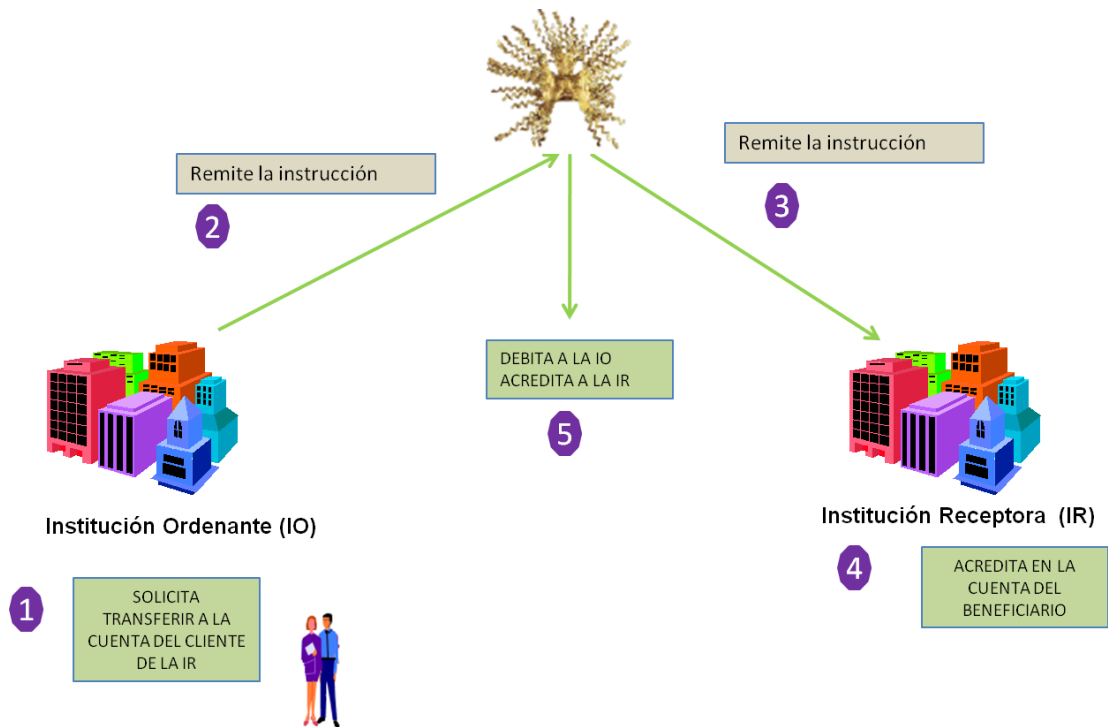 Remite la instrucción
2
Remite la instrucción
3
DEBITA A LA IO
ACREDITA A LA IR
5
Institución Ordenante (IO)
Institución Receptora (IR)
1
SOLICITA
TRANSFERIR A LA
CUENTA DEL CLIENTE
DE LA IR
4
ACREDITA EN LA
CUENTA DEL
BENEFICIARIO